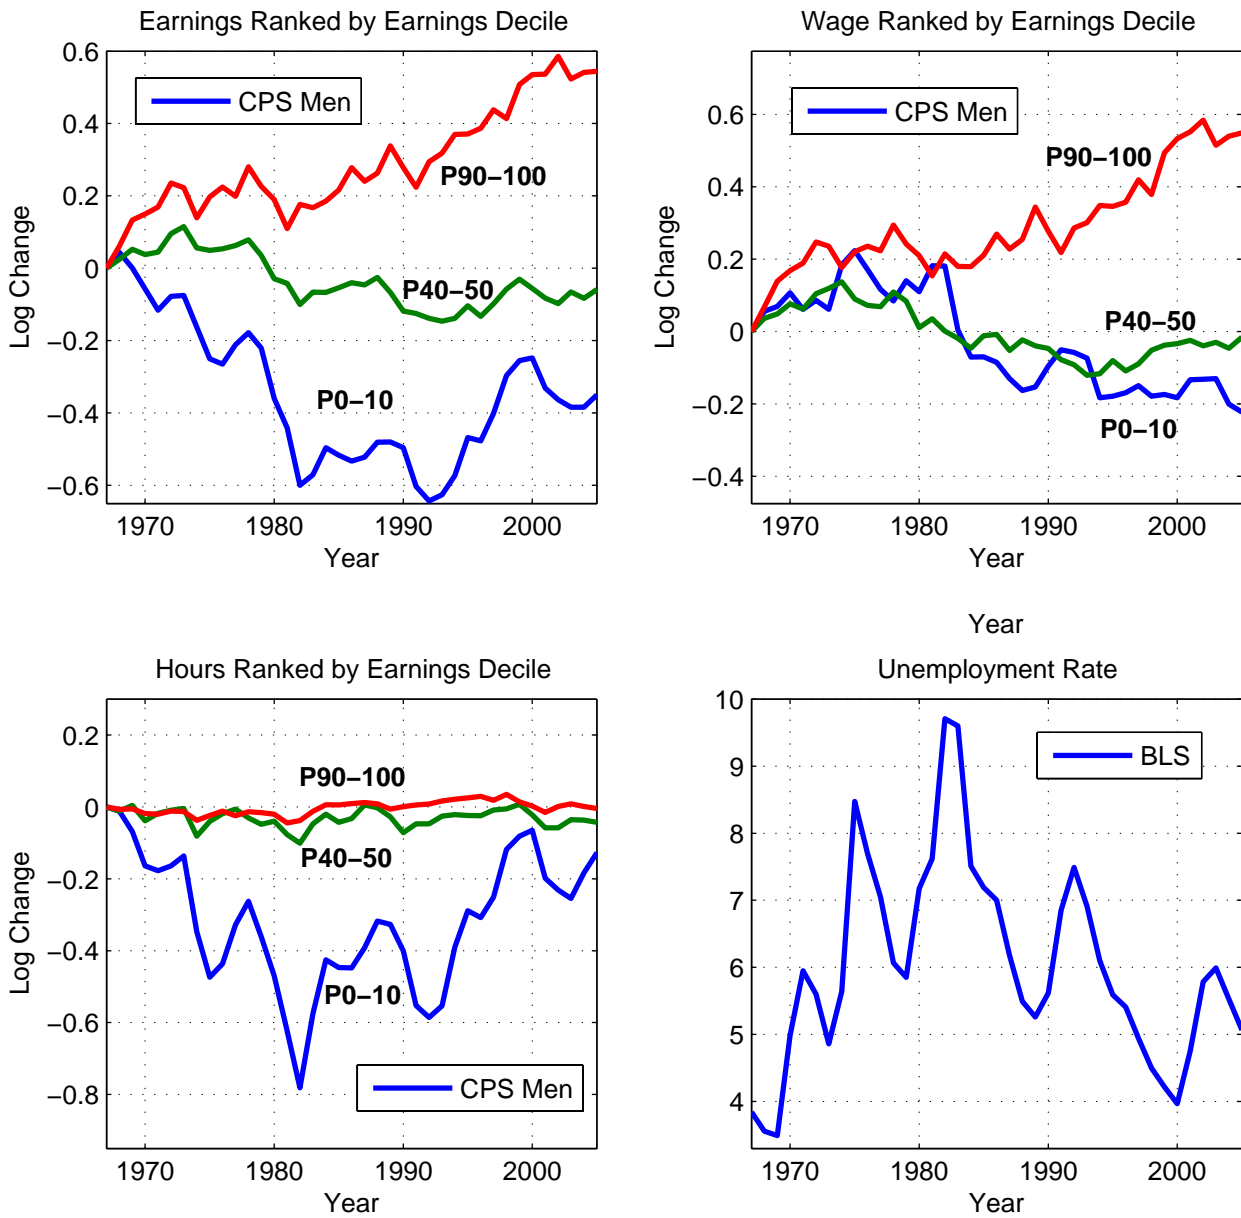 Earnings Ranked by Earnings Decile
0.6
0.4
0.2
0
−0.2
−0.4
−0.6
Log Change
CPS Men
P90−100
P40−50
P0−10
1970
1980
1990
2000
Year
Wage Ranked by Earnings Decile
0.6
0.4
0.2
0
−0.2
−0.4
Log Change
CPS Men
P90−100
P40−50
P0−10
1970
1980
1990
2000
Year
Year
Hours Ranked by Earnings Decile
0.2
0
−0.2
−0.4
−0.6
−0.8
Log Change
P90−100
P40−50
P0−10
CPS Men
1970
1980
1990
2000
Year
Unemployment Rate
10
9
8
7
6
5
4
BLS
1970
1980
1990
2000
Year